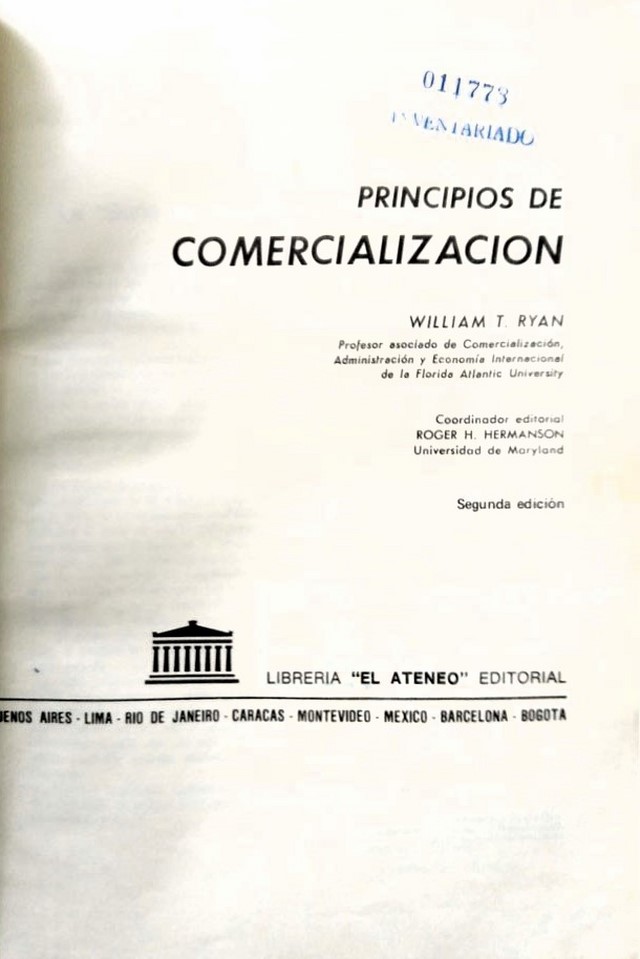 011773
INVENTARIADO
PRINCIPIOS DE
COMERCIALIZACION
WILLIAM T. RYAN
Profesor asociado de Comercialización,
Administración y Economía Internacional
de la Florida Atlantic University
Coordinador editorial
ROGER H. HERMANSON
Universidad de Maryland
Segunda edición
LIBRERIA "EL ATENEO" EDITORIAL
ENOS AIRES - LIMA - RIO DE JANEIRO - CARACAS - MONTEVIDEO - MEXICO - BARCELONA - BOGOTA